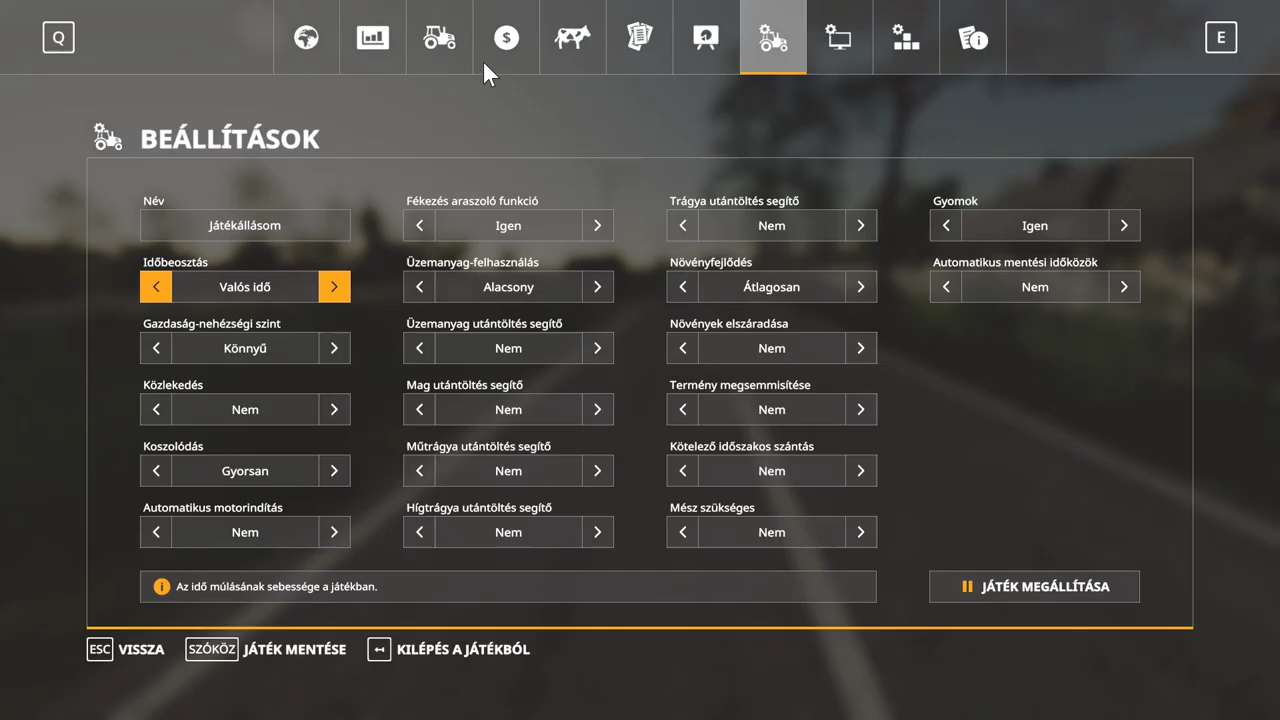 Q
E
BEÁLLÍTÁSOK
Név
Játékállásom
Időbeosztás
Valós idő
Gazdaság-nehézségi szint
Könnyű
Közlekedés
Nem
Koszolódás
Gyorsan
Automatikus motorindítás
Nem
Fékezés araszoló funkció
Igen
Üzemanyag-felhasználás
Alacsony
Üzemanyag utántöltés segítő
Nem
Mag utántöltés segítő
Nem
Műtrágya utántöltés segítő
Nem
Hígtrágya utántöltés segítő
Nem
Trágya utántöltés segítő
Nem
Növényfejlődés
Átlagosan
Növények elszáradása
Nem
Termény megsemmisítése
Nem
Kötelező időszakos szántás
Nem
Mész szükséges
Nem
Gyomok
Igen
Automatikus mentési időközök
Nem
Az idő múlásának sebessége a játékban.
JÁTÉK MEGÁLLÍTÁSA
ESC VISSZA SZÓKÖZ JÁTÉK MENTÉSE KILÉPÉS A JÁTÉKBÓL